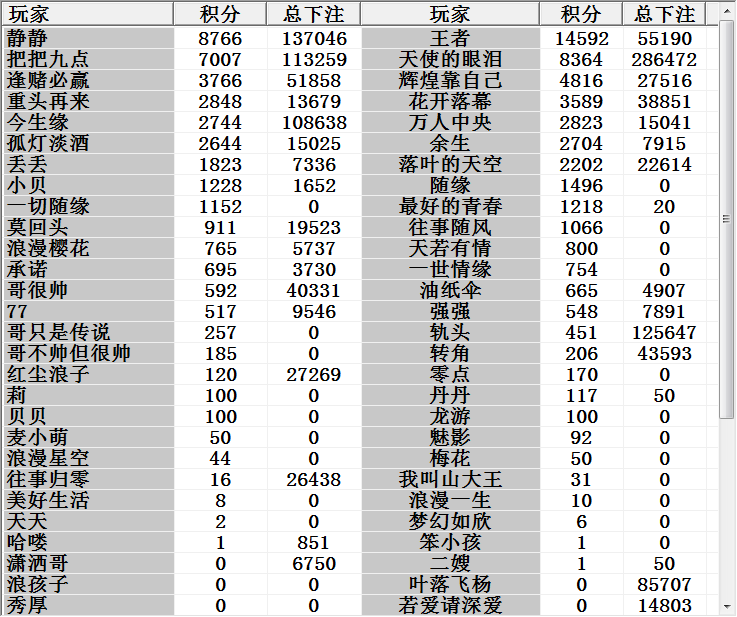 玩家 积分 总下注 玩家 积分 总下注
静静 8766 137046 王者 14592 55190
把把九点 7007 113259 天使的眼泪 8364 286472
逢赌必赢 3766 51858 辉煌靠自己 4816 27516
重头再来 2848 13679 花开落幕 3589 38851
今生缘 2744 108638 万人中央 2823 15041
孤灯淡酒 2644 15025 余生 2704 7915
丢丢 1823 7336 落叶的天空 2202 22614
小贝 1228 1652 随缘 1496 0
一切随缘 1152 0 最好的青春 1218 20
莫回头 911 19523 往事随风 1066 0
浪漫樱花 765 5737 天若有情 800 0
承诺 695 3730 一世情缘 754 0
哥很帅 592 40331 油纸伞 665 4907
77 517 9546 强强 548 7891
哥只是传说 257 0 轨头 451 125647
哥不帅但很帅 185 0 转角 206 43593
红尘浪子 120 27269 零点 170 0
莉 100 0 丹丹 117 50
贝贝 100 0 龙游 100 0
麦小萌 50 0 魅影 92 0
浪漫星空 44 0 梅花 50 0
往事归零 16 26438 我叫山大王 31 0
美好生活 8 0 浪漫一生 10 0
天天 2 0 梦幻如欣 6 0
哈喽 1 851 笨小孩 1 0
潇洒哥 0 6750 二嫂 1 50
浪孩子 0 0 叶落飞杨 0 85707
秀厚 0 0 若爱请深爱 0 14803